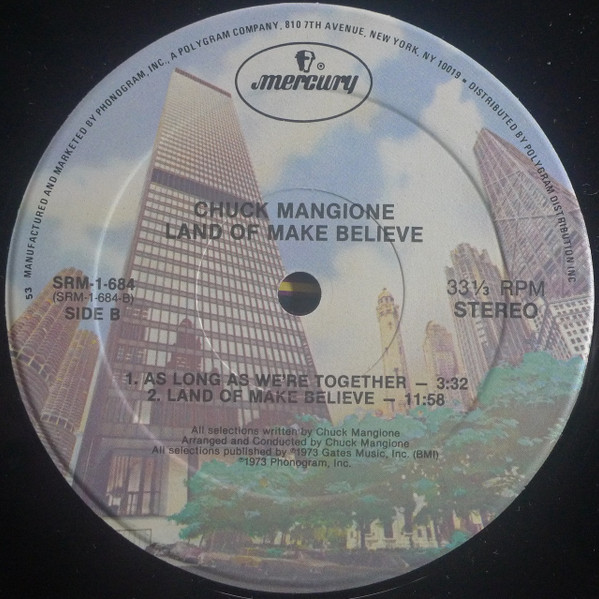 53 MANUFACTURED AND MARKETED BY PHONOGRAM, INC., A POLYGRAM COMPANY, 810 7TH AVENUE, NEW YORK, NY 10019 • DISTRIBUTED BY POLYGRAM DISTRIBUTION INC
mercury ®
CHUCK MANGIONE
LAND OF MAKE BELIEVE
SRM-1-684
(SRM-1-684-B)
SIDE B
33 ⅓ RPM
STEREO
1. AS LONG AS WE'RE TOGETHER – 3:32
2. LAND OF MAKE BELIEVE – 11:58
All selections written by Chuck Mangione
Arranged and Conducted by Chuck Mangione
All selections published by ©1973 Gates Music, Inc. (BMI)
℗1973 Phonogram, Inc.